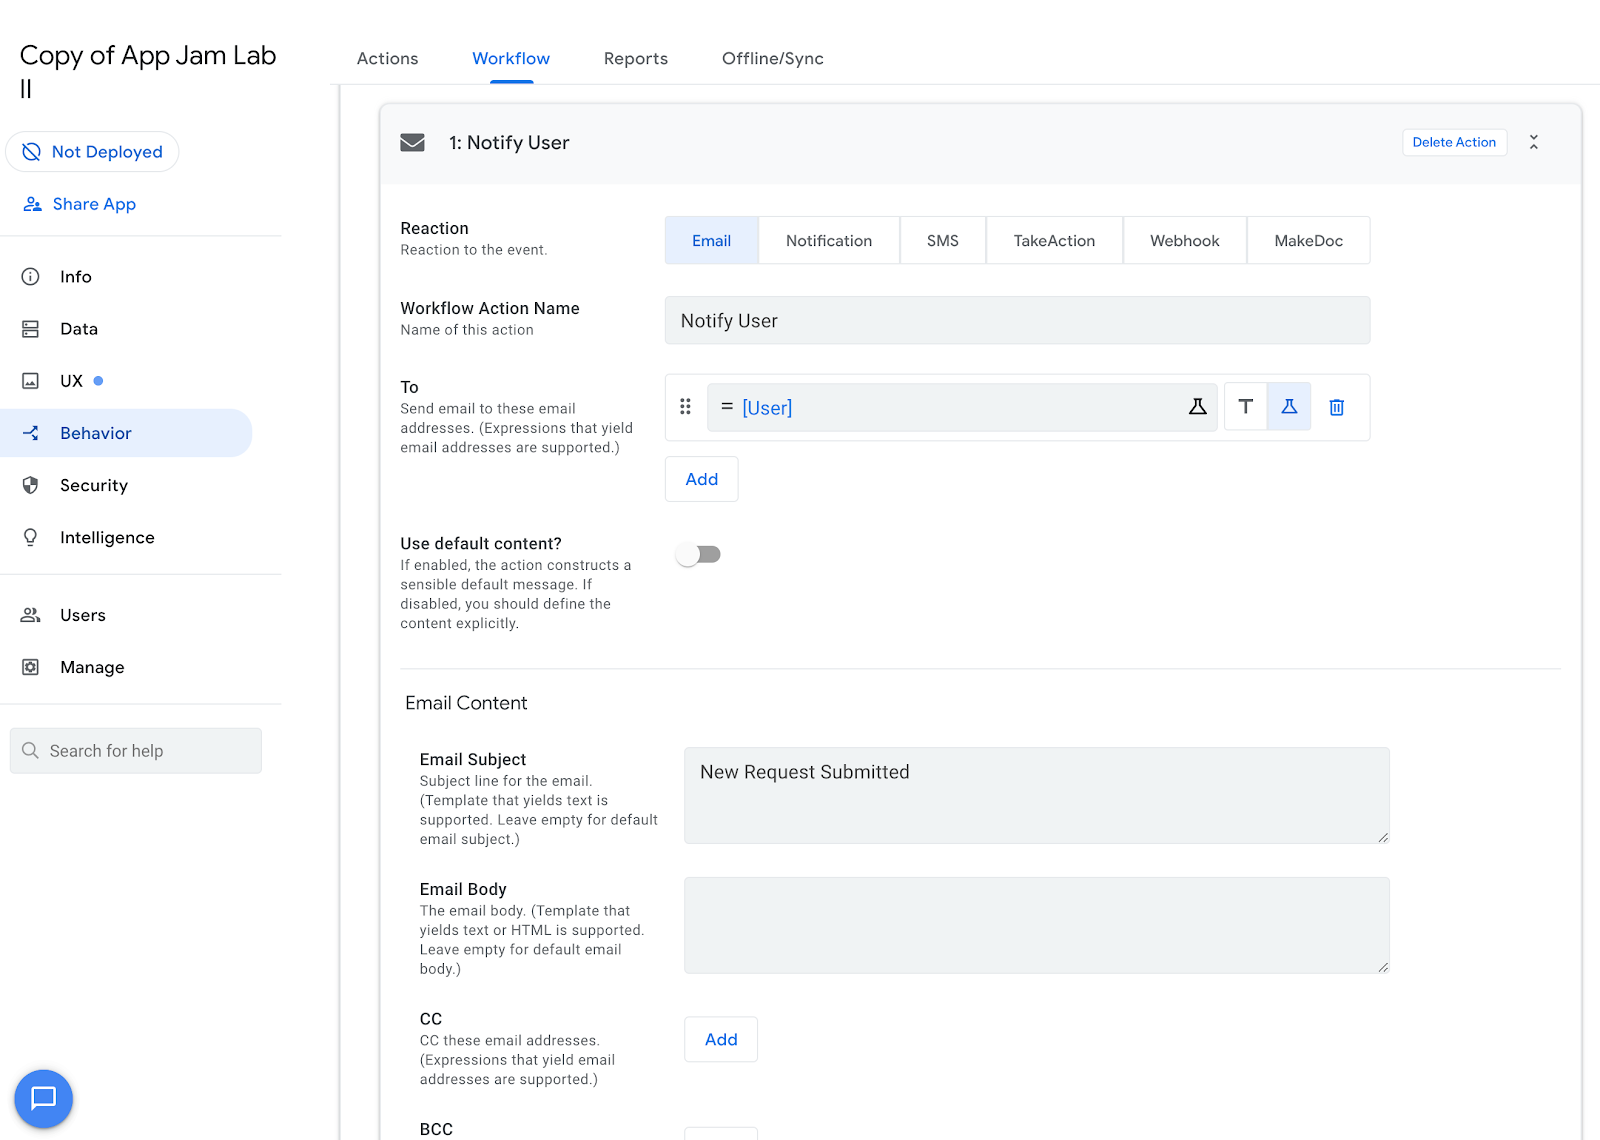 Copy of App Jam Lab
II
Not Deployed
Share App
Info
Data
UX
Behavior
Security
Intelligence
Users
Manage
Search for help
Actions
Workflow
Reports
Offline/Sync
1: Notify User
Delete Action
Reaction
Reaction to the event.
Email
Notification
SMS
TakeAction
Webhook
MakeDoc
Workflow Action Name
Name of this action
Notify User
To
Send email to these email
addresses. (Expressions that yield
email addresses are supported.)
= [User]
T
Add
Use default content?
If enabled, the action constructs a
sensible default message. If
disabled, you should define the
content explicitly.
Email Content
Email Subject
Subject line for the email.
(Template that yields text is
supported. Leave empty for default
email subject.)
New Request Submitted
Email Body
The email body. (Template that
yields text or HTML is supported.
Leave empty for default email
body.)
CC
CC these email addresses.
(Expressions that yield email
addresses are supported.)
Add
BCC